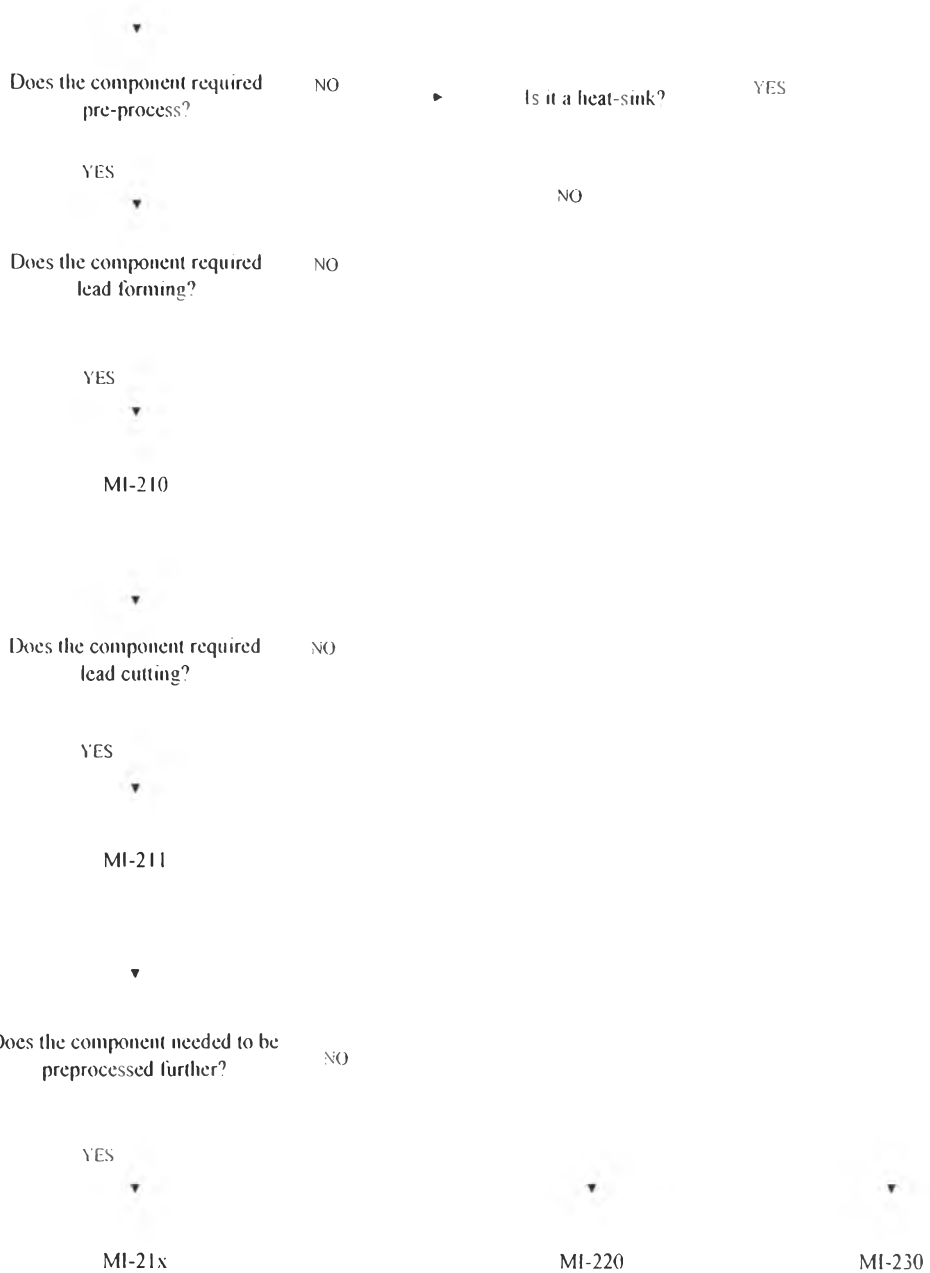 Does the component required
pre-process?
NO
Is it a heat-sink?
YES
YES
NO
Does the component required
lead forming?
NO
YES
MI-210
Does the component required
lead cutting?
NO
YES
MI-211
Does the component needed to be
preprocessed further?
NO
YES
MI-21x
MI-220
MI-230